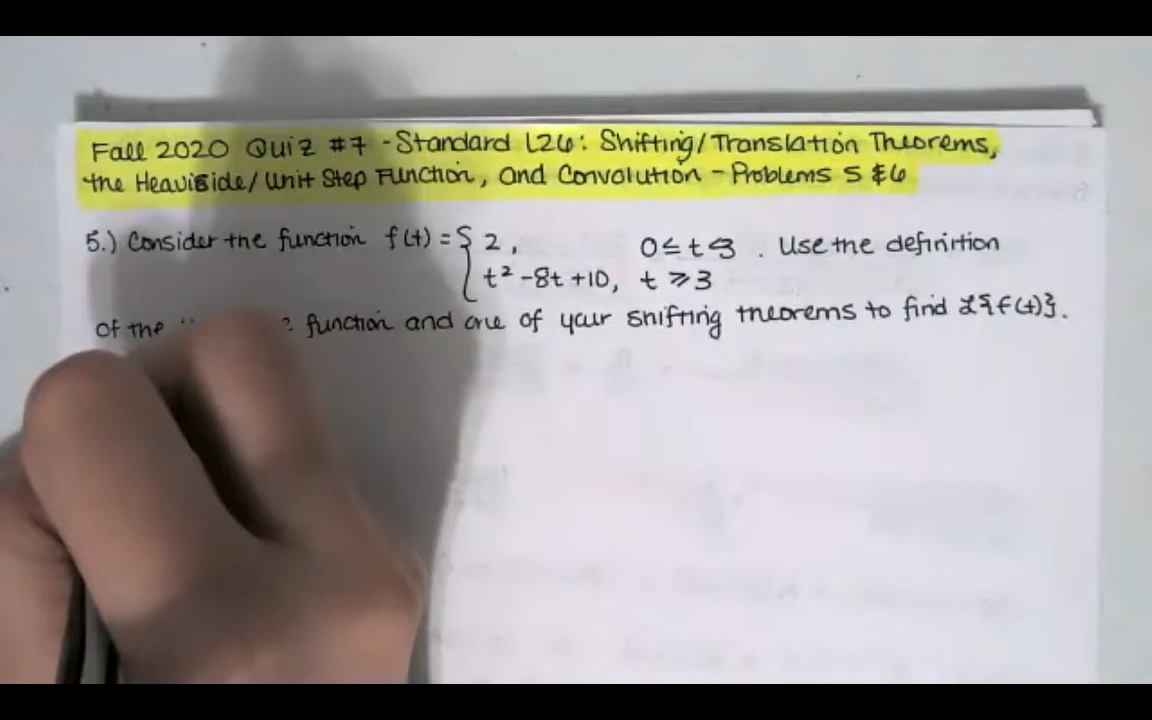 Fall 2020 Quiz #7 - Standard L26: Shifting/Translation Theorems,
the Heaviside/Unit Step Function, and Convolution - Problems 5 & 6
5.) Consider the function f(t) = { 2, 0 ≤ t < 3 . Use the definition
t² - 8t + 10, t ≥ 3
of the function and one of your shifting theorems to find ℒ{f(t)}.